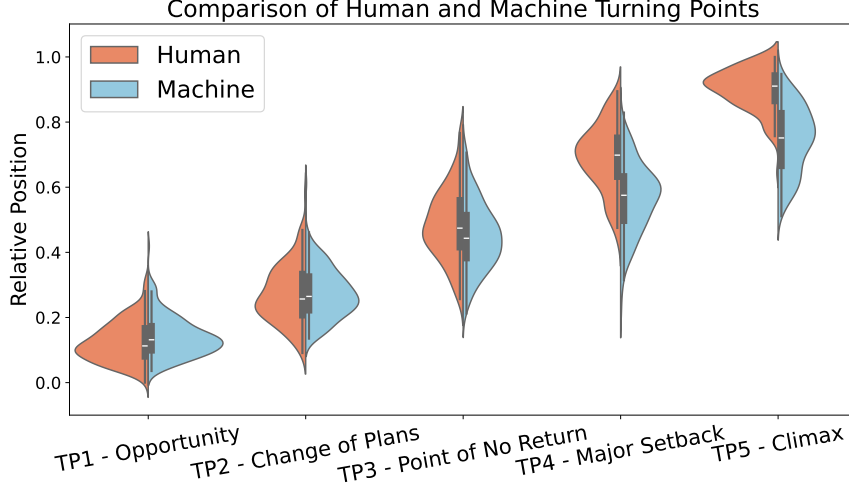 Comparison of Human and Machine Turning Points
Human
Machine
Relative Position
1.0
0.8
0.6
0.4
0.2
0.0
TP1 - Opportunity
TP2 - Change of Plans
TP3 - Point of No Return
TP4 - Major Setback
TP5 - Climax